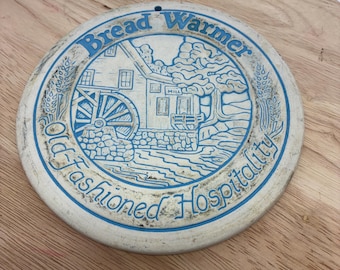 Bread Warmer
Old Fashioned Hospitality